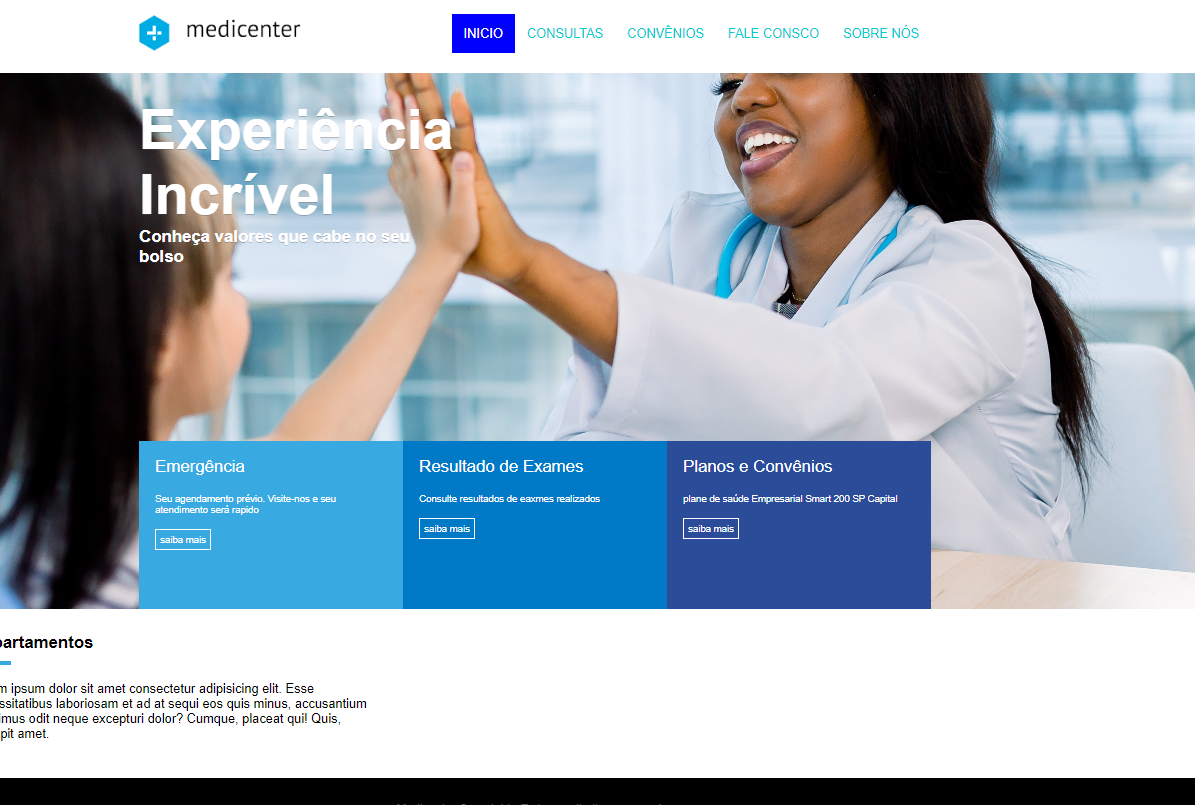 medicenter
INICIO CONSULTAS CONVÊNIOS FALE CONSCO SOBRE NÓS
Experiência
Incrível
Conheça valores que cabe no seu
bolso
Emergência
Seu agendamento prévio. Visite-nos e seu
atendimento será rapido
saiba mais
Resultado de Exames
Consulte resultados de eaxmes realizados
saiba mais
Planos e Convênios
plane de saúde Empresarial Smart 200 SP Capital
saiba mais
partamentos
m ipsum dolor sit amet consectetur adipisicing elit. Esse
ssitatibus laboriosam et ad at sequi eos quis minus, accusantium
imus odit neque excepturi dolor? Cumque, placeat qui! Quis,
pit amet.